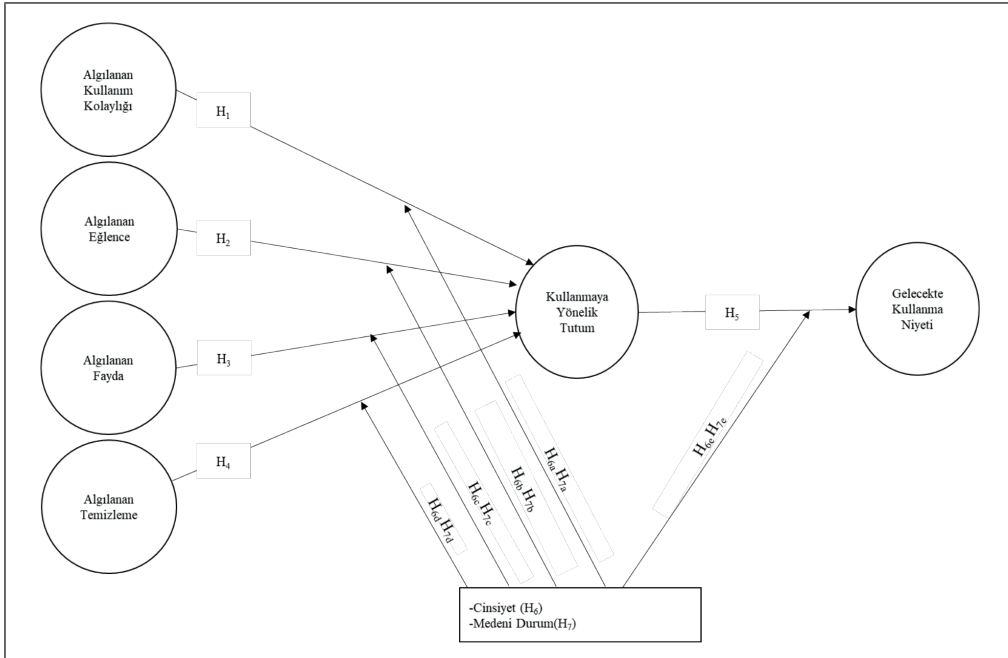 Algılanan
Kullanım
Kolaylığı
H₁
Algılanan
Eğlence
H₂
Algılanan
Fayda
H₃
Algılanan
Temizleme
H₄
Kullanmaya
Yönelik
Tutum
H₅
Gelecekte
Kullanma
Niyeti
H₆d H₇d
H₆c H₇c
H₆b H₇b
H₆a H₇a
H₆e H₇e
-Cinsiyet (H₆)
-Medeni Durum(H₇)